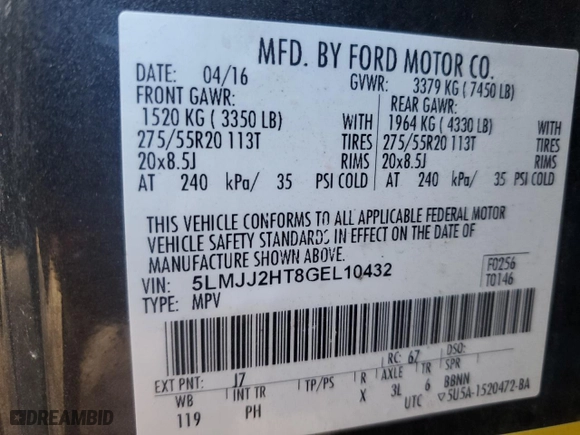 MFD. BY FORD MOTOR CO.
DATE: 04/16 GVWR: 3379 KG ( 7450 LB)
FRONT GAWR: REAR GAWR:
1520 KG ( 3350 LB) WITH 1964 KG ( 4330 LB) WITH
275/55R20 113T TIRES 275/55R20 113T TIRES
20x8.5J RIMS 20x8.5J RIMS
AT 240 kPa/ 35 PSI COLD AT 240 kPa/ 35 PSI COLD
THIS VEHICLE CONFORMS TO ALL APPLICABLE FEDERAL MOTOR
VEHICLE SAFETY STANDARDS IN EFFECT ON THE DATE OF
MANUFACTURE SHOWN ABOVE.
VIN: 5LMJJ2HT8GEL10432 F0256
TYPE: MPV T0146
EXT PNT: J7 RC: 67 DSO:
WB INT TR TP/PS R AXLE TR SPR
119 PH X 3L 6 BBNN
UTC ▽5U5A-1520472-BA
DREAMBID